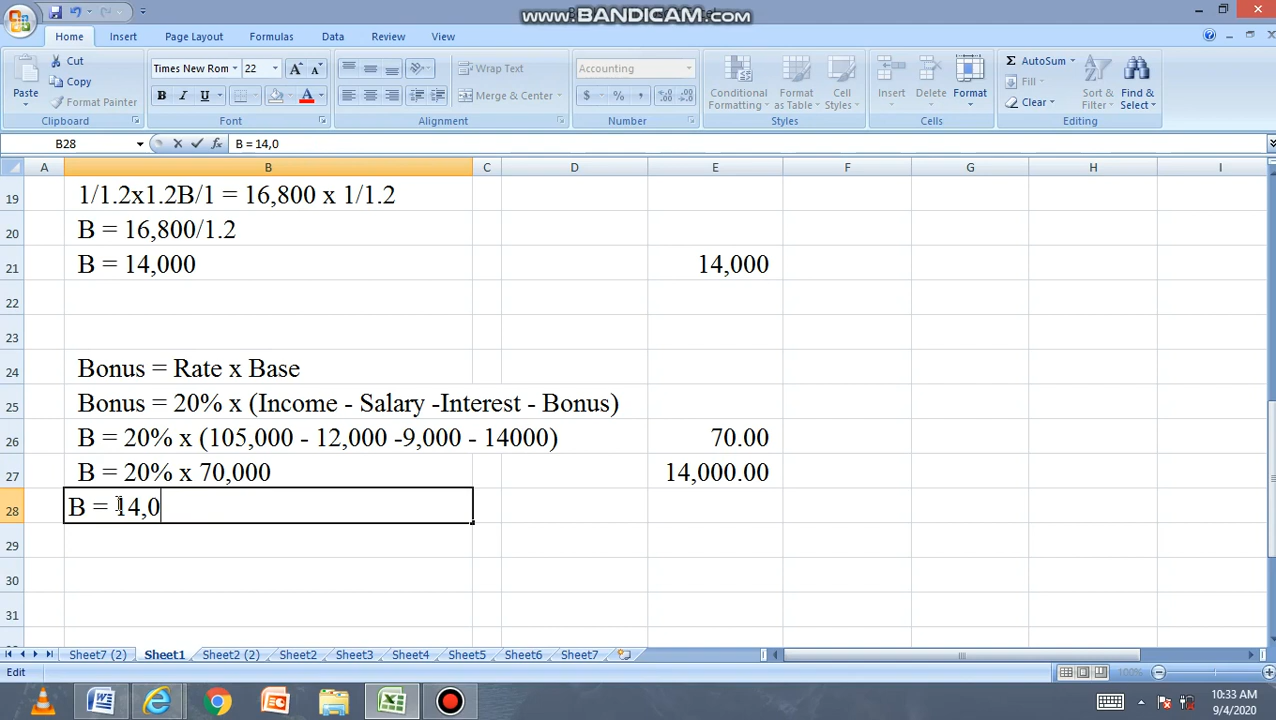 www.BANDICAM.com
Home Insert Page Layout Formulas Data Review View
Paste Cut Copy Format Painter Clipboard
Times New Rom 22 B I U A Font
Wrap Text Merge & Center Alignment
Accounting $ % , Number
Conditional Formatting Format as Table Cell Styles Styles
Insert Delete Format Cells
Σ AutoSum Fill Clear Sort & Filter Find & Select Editing
B28 fx B = 14,0
A B C D E F G H I
19 1/1.2x1.2B/1 = 16,800 x 1/1.2
20 B = 16,800/1.2
21 B = 14,000 14,000
22
23
24 Bonus = Rate x Base
25 Bonus = 20% x (Income - Salary -Interest - Bonus)
26 B = 20% x (105,000 - 12,000 -9,000 - 14000) 70.00
27 B = 20% x 70,000 14,000.00
28 B = 14,0
29
30
31
Sheet7 (2) Sheet1 Sheet2 (2) Sheet2 Sheet3 Sheet4 Sheet5 Sheet6 Sheet7
Edit 100%
10:33 AM
9/4/2020